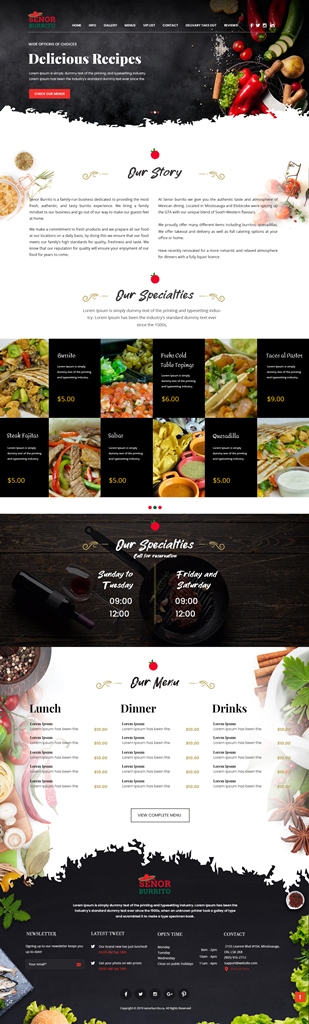 SENOR
BURRITO
HOME INFO GALLERY MENUS VIP LIST CONTACT DELIVERY TAKE OUT REVIEWS
WIDE OPTIONS OF CHOICES
Delicious Recipes
Lorem Ipsum is simply dummy text of the printing and typesetting industry.
Lorem Ipsum has been the industry's standard dummy text ever since the
CHECK OUR MENUS
Our Story
Senor Burrito is a family-run business dedicated to providing the most
fresh, authentic, and tasty burrito experience. We bring a family
mindset to our business and go out of our way to make our guests feel
at home.
We make a commitment to fresh products and we prepare all our food
at our locations on a daily basis, by doing this we ensure that our food
meets our family's high standards for quality, freshness and taste. We
know that our reputation for quality will ensure your enjoyment of our
food for years to come.
At Senor burrito we give you the authentic taste and atmosphere of
Mexican dining. Located in Mississauga and Etobicoke were spicing up
the GTA with our unique blend of South-Western flavours.
We proudly offer many different items including burritos quesadillas.
We offer takeout and delivery as well as full catering options at your
office or home.
Have recently renovated for a more romantic and relaxed atmosphere
for dinners with a fully liquor licence.
Our Specialties
Lorem Ipsum is simply dummy text of the printing and typesetting indus-
try. Lorem Ipsum has been the industry's standard dummy text ever
since the 1500s,
Burrito
Lorem Ipsum is simply
dummy text of the printing
and typesetting industry.
$5.00
Cold
Table Topings
Lorem Ipsum is simply
dummy text of the printing
and typesetting industry.
$6.00
Tacos al Pastor
Lorem Ipsum is simply
dummy text of the printing
and typesetting industry.
$9.00
Steak Fajitas
Lorem Ipsum is simply
dummy text of the printing
and typesetting industry.
$5.00
Salsas
Lorem Ipsum is simply
dummy text of the printing
and typesetting industry.
$5.00
Quesadilla
Lorem Ipsum is simply
dummy text of the printing
and typesetting industry.
$5.00
Our Specialties
Call for reservation
Sunday to
Tuesday
09:00
12:00
Friday and
Saturday
09:00
12:00
Our Menu
Lunch
Lorem Ipsum
Lorem Ipsum has been the $10.00
Lorem Ipsum
Lorem Ipsum has been the $10.00
Lorem Ipsum
Lorem Ipsum has been the $10.00
Lorem Ipsum
Lorem Ipsum has been the $10.00
Lorem Ipsum
Lorem Ipsum has been the $10.00
Dinner
Lorem Ipsum
Lorem Ipsum has been the $10.00
Lorem Ipsum
Lorem Ipsum has been the $10.00
Lorem Ipsum
Lorem Ipsum has been the $10.00
Lorem Ipsum
Lorem Ipsum has been the $10.00
Lorem Ipsum
Lorem Ipsum has been the $10.00
Drinks
Lorem Ipsum
Lorem Ipsum has been the $10.00
Lorem Ipsum
Lorem Ipsum has been the $10.00
Lorem Ipsum
Lorem Ipsum has been the $10.00
Lorem Ipsum
Lorem Ipsum has been the $10.00
Lorem Ipsum
Lorem Ipsum has been the $10.00
VIEW COMPLETE MENU
SENOR
BURRITO
Lorem Ipsum is simply dummy text of the printing and typesetting
industry. Lorem Ipsum has been the industry's standard dummy text ever
since the 1500s, when an unknown printer took a galley of type and
scrambled it to make a type specimen book.
NEWSLETTER
Signing up to our newsletter keeps you
up to date!
Your Email
LATEST TWEET
Our brand new app has just launched!
Get your photo on win prizes
OPEN TIME
Monday 9am - 2pm
Tuesday 10am - 5pm
Wednesday
Close on public holidays 7am - 11am
CONTACT
Mississauga,
ON, L5R 2S8
(905) 916-2711
support@website.com
All Rights Reserved